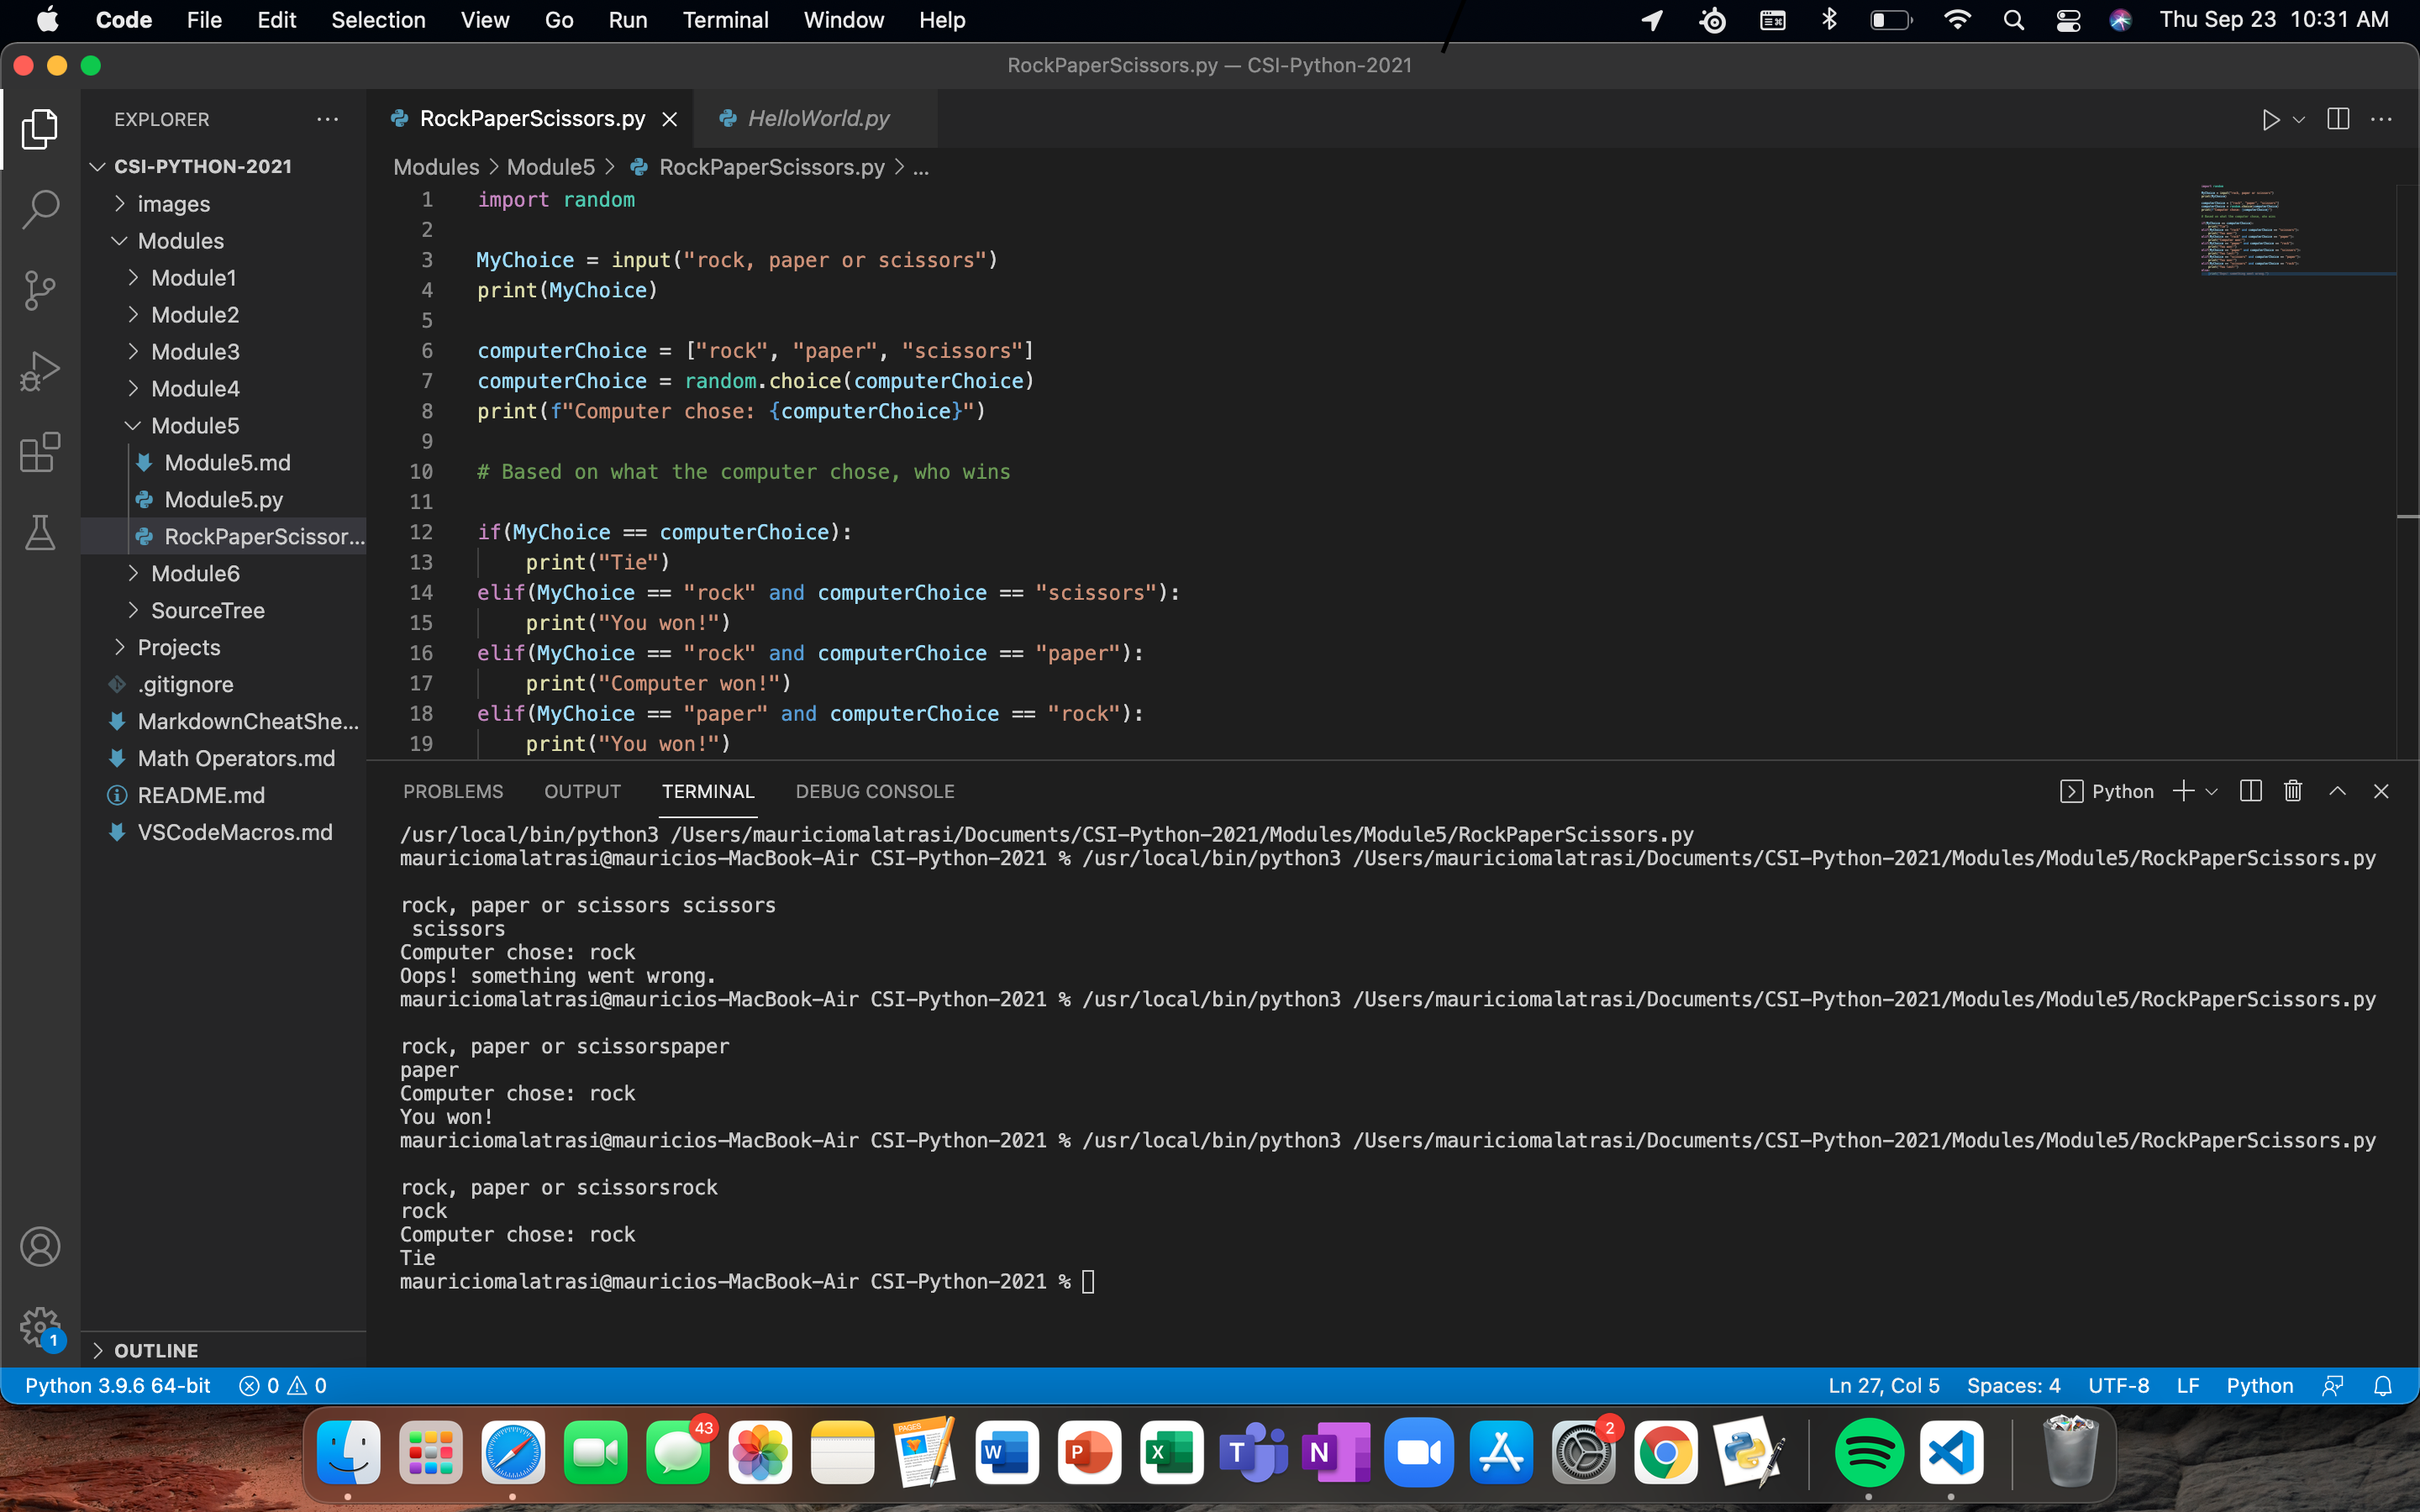 Code File Edit Selection View Go Run Terminal Window Help Thu Sep 23 10:31 AM
RockPaperScissors.py — CSI-Python-2021
EXPLORER
RockPaperScissors.py
HelloWorld.py
CSI-PYTHON-2021
images
Modules
Module1
Module2
Module3
Module4
Module5
Module5.md
Module5.py
RockPaperScissor...
Module6
SourceTree
Projects
.gitignore
MarkdownCheatShe...
Math Operators.md
README.md
VSCodeMacros.md
OUTLINE
Modules > Module5 > RockPaperScissors.py > ...
1 import random
2
3 MyChoice = input("rock, paper or scissors")
4 print(MyChoice)
5
6 computerChoice = ["rock", "paper", "scissors"]
7 computerChoice = random.choice(computerChoice)
8 print(f"Computer chose: {computerChoice}")
9
10 # Based on what the computer chose, who wins
11
12 if(MyChoice == computerChoice):
13 print("Tie")
14 elif(MyChoice == "rock" and computerChoice == "scissors"):
15 print("You won!")
16 elif(MyChoice == "rock" and computerChoice == "paper"):
17 print("Computer won!")
18 elif(MyChoice == "paper" and computerChoice == "rock"):
19 print("You won!")
PROBLEMS OUTPUT TERMINAL DEBUG CONSOLE Python
/usr/local/bin/python3 /Users/mauriciomalatrasi/Documents/CSI-Python-2021/Modules/Module5/RockPaperScissors.py
mauriciomalatrasi@mauricios-MacBook-Air CSI-Python-2021 % /usr/local/bin/python3 /Users/mauriciomalatrasi/Documents/CSI-Python-2021/Modules/Module5/RockPaperScissors.py
rock, paper or scissors scissors
scissors
Computer chose: rock
Oops! something went wrong.
mauriciomalatrasi@mauricios-MacBook-Air CSI-Python-2021 % /usr/local/bin/python3 /Users/mauriciomalatrasi/Documents/CSI-Python-2021/Modules/Module5/RockPaperScissors.py
rock, paper or scissorspaper
paper
Computer chose: rock
You won!
mauriciomalatrasi@mauricios-MacBook-Air CSI-Python-2021 % /usr/local/bin/python3 /Users/mauriciomalatrasi/Documents/CSI-Python-2021/Modules/Module5/RockPaperScissors.py
rock, paper or scissorsrock
rock
Computer chose: rock
Tie
mauriciomalatrasi@mauricios-MacBook-Air CSI-Python-2021 %
1
Python 3.9.6 64-bit 0 0 Ln 27, Col 5 Spaces: 4 UTF-8 LF Python
43
PAGES
W
P
X
T
N
2